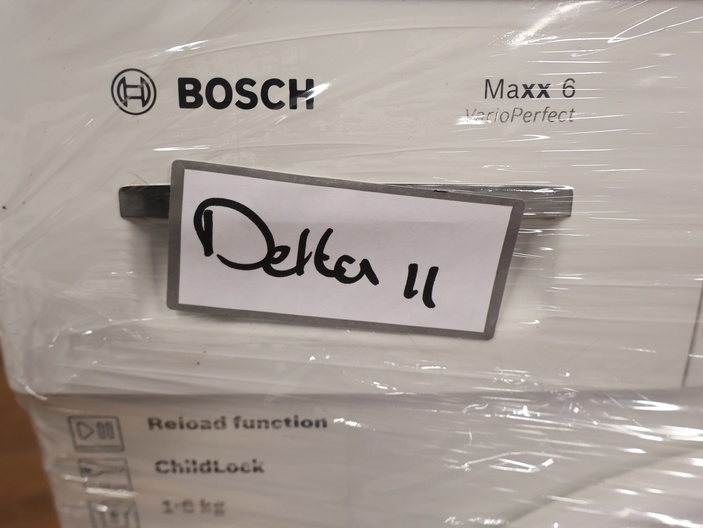 BOSCH
Maxx 6
VarioPerfect
Delta 11
Reload function
ChildLock
1-6 kg